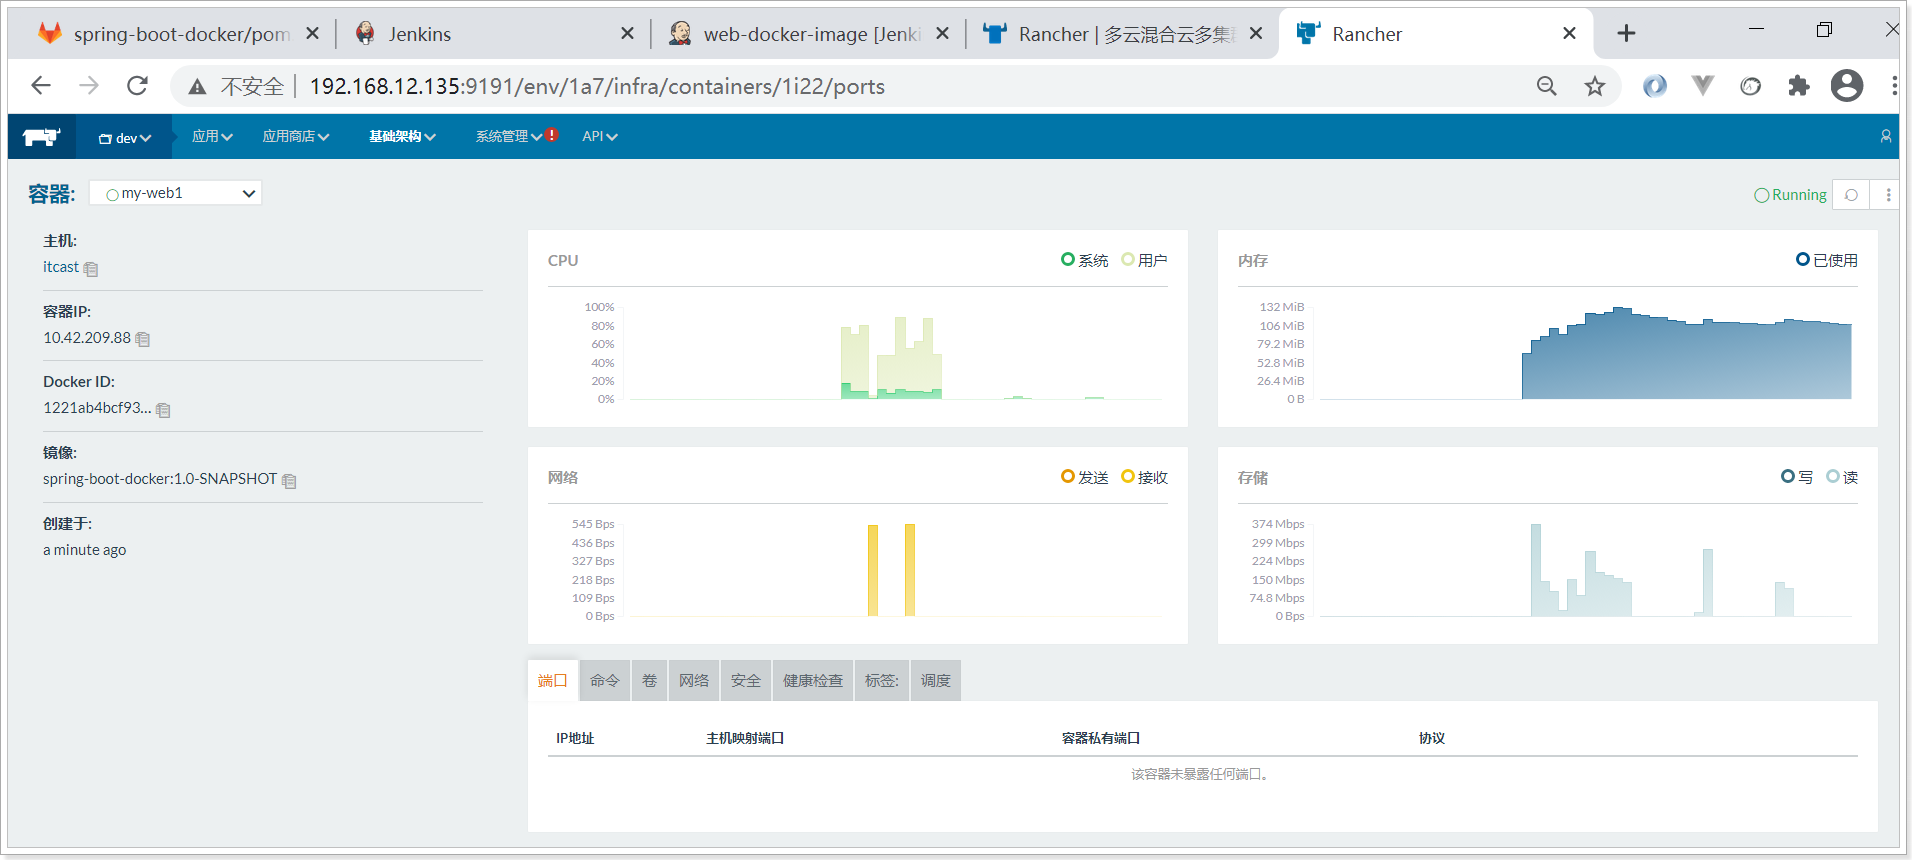 spring-boot-docker/pom
Jenkins
web-docker-image [Jenki
Rancher | 多云混合云多集群
Rancher
不安全
192.168.12.135:9191/env/1a7/infra/containers/1i22/ports
dev
应用
应用商店
基础架构
系统管理
!
API
容器:
my-web1
Running
主机:
itcast
容器IP:
10.42.209.88
Docker ID:
1221ab4bcf93...
镜像:
spring-boot-docker:1.0-SNAPSHOT
创建于:
a minute ago
CPU
系统
用户
100%
80%
60%
40%
20%
0%
内存
已使用
132 MiB
106 MiB
79.2 MiB
52.8 MiB
26.4 MiB
0 B
网络
发送
接收
545 Bps
436 Bps
327 Bps
218 Bps
109 Bps
0 Bps
存储
写
读
374 Mbps
299 Mbps
224 Mbps
150 Mbps
74.8 Mbps
0 Bps
端口
命令
卷
网络
安全
健康检查
标签:
调度
IP地址
主机映射端口
容器私有端口
协议
该容器未暴露任何端口。